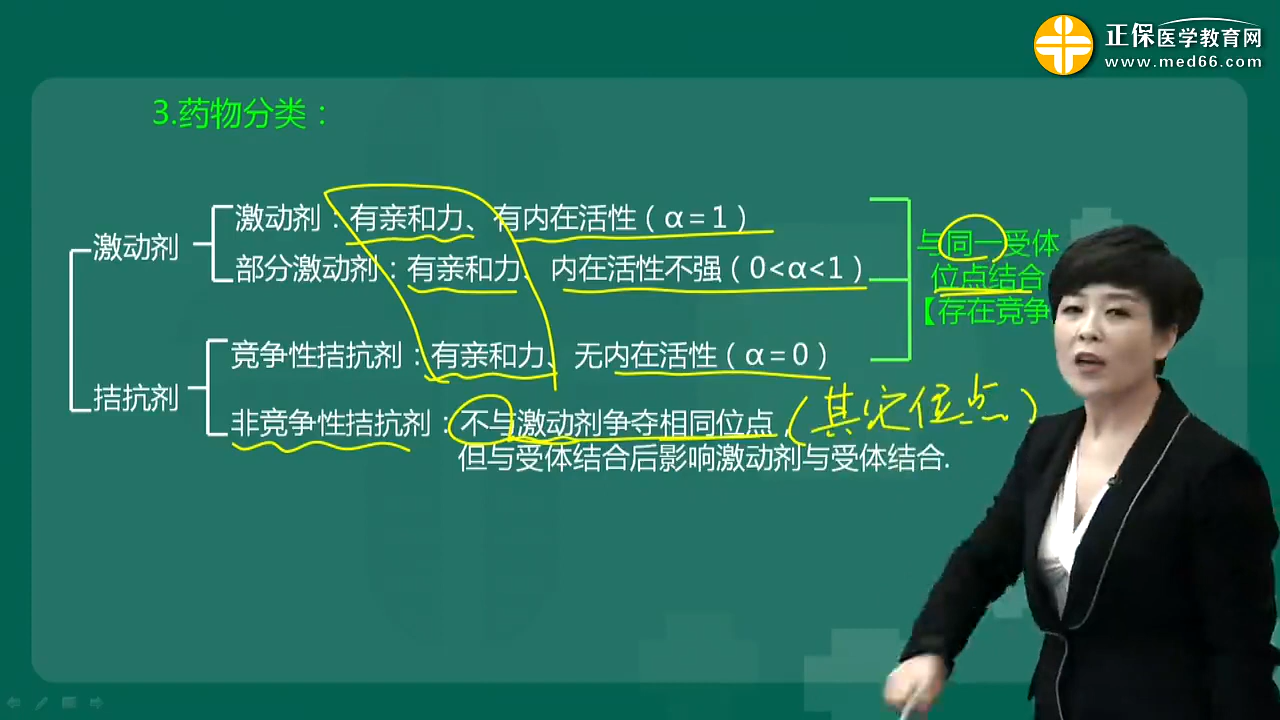 正保医学教育网
www.med66.com
3.药物分类：
激动剂
激动剂：有亲和力、有内在活性（α＝1）
部分激动剂：有亲和力、内在活性不强（0<α<1）
与同一受体
位点结合
【存在竞争
拮抗剂
竞争性拮抗剂：有亲和力、无内在活性（α＝0）
非竞争性拮抗剂：不与激动剂争夺相同位点，（其它位点）
但与受体结合后影响激动剂与受体结合.